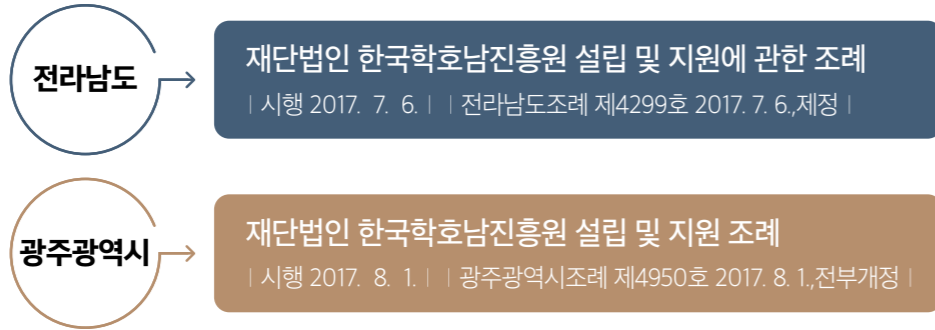 전라남도
재단법인 한국학호남진흥원 설립 및 지원에 관한 조례
| 시행 2017. 7. 6. | | 전라남도조례 제4299호 2017. 7. 6.,제정 |
광주광역시
재단법인 한국학호남진흥원 설립 및 지원 조례
| 시행 2017. 8. 1. | | 광주광역시조례 제4950호 2017. 8. 1.,전부개정 |